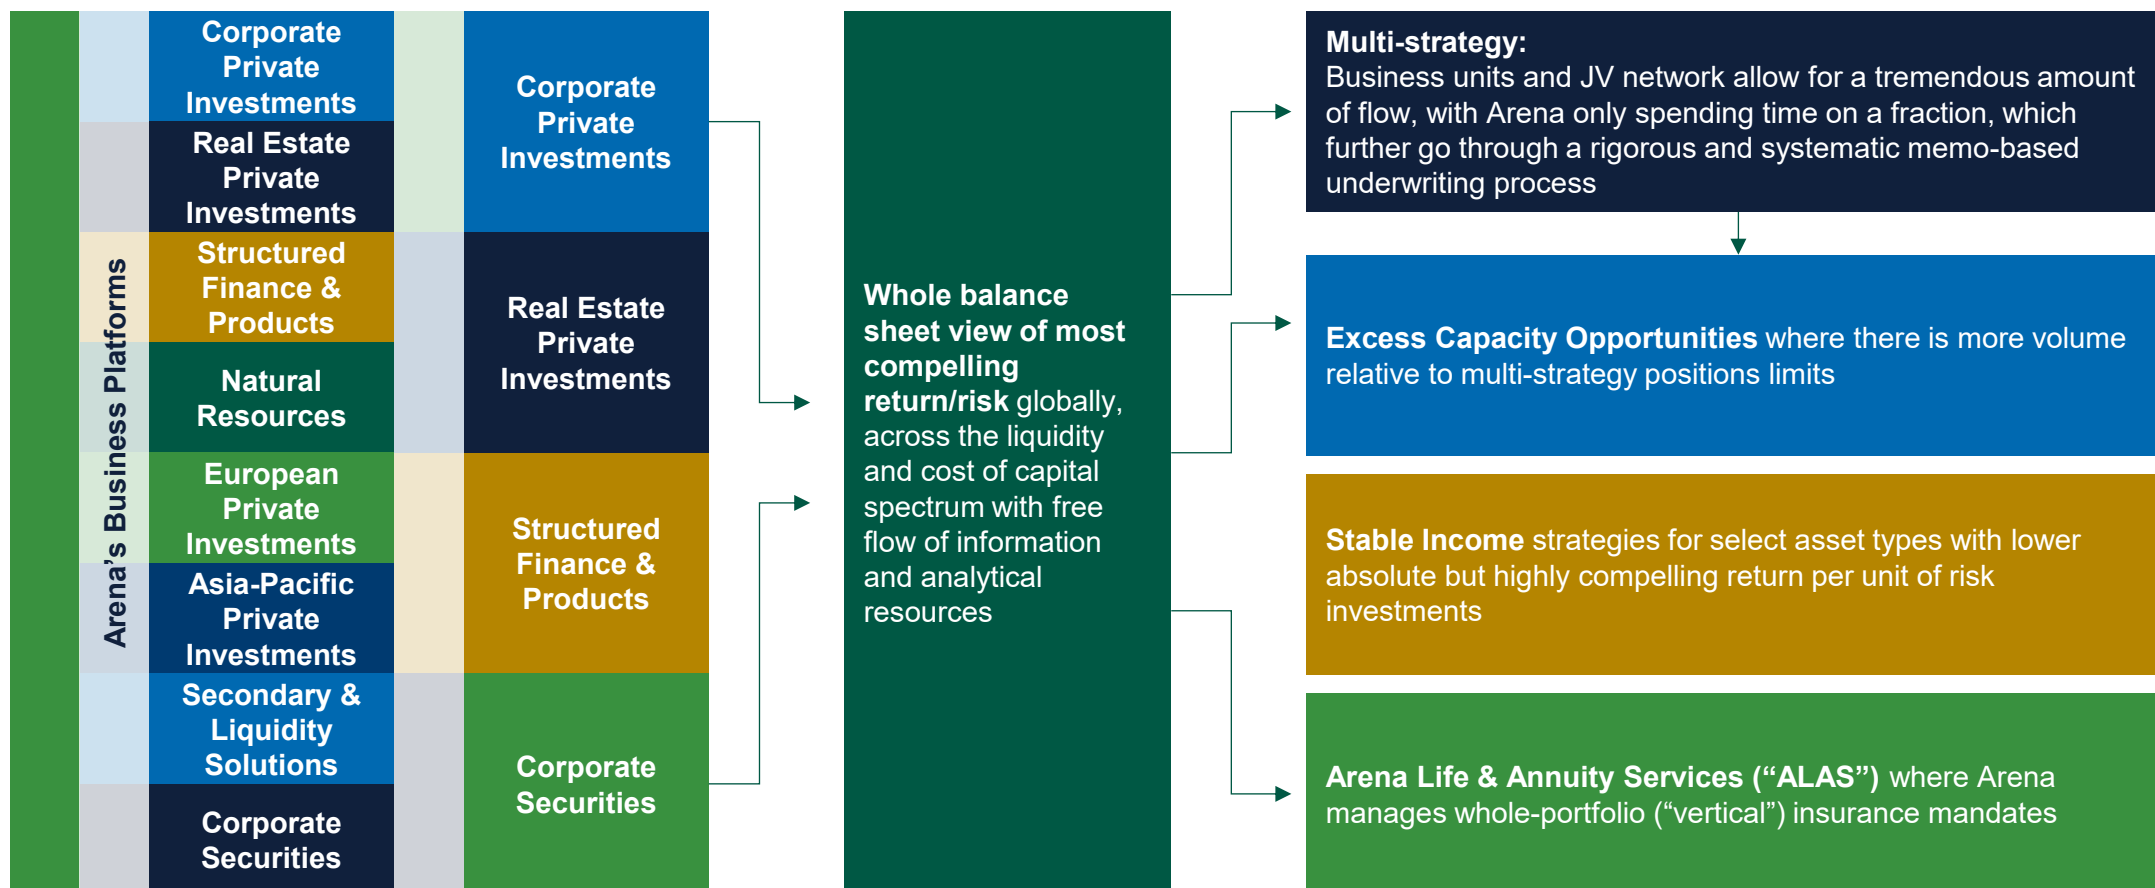 Arena’s Business Platforms
Corporate
Private
Investments
Real Estate
Private
Investments
Structured
Finance &
Products
Natural
Resources
European
Private
Investments
Asia-Pacific
Private
Investments
Secondary &
Liquidity
Solutions
Corporate
Securities
Corporate
Private
Investments
Real Estate
Private
Investments
Structured
Finance &
Products
Corporate
Securities
Whole balance
sheet view of most
compelling
return/risk globally,
across the liquidity
and cost of capital
spectrum with free
flow of information
and analytical
resources
Multi-strategy:
Business units and JV network allow for a tremendous amount
of flow, with Arena only spending time on a fraction, which
further go through a rigorous and systematic memo-based
underwriting process
Excess Capacity Opportunities where there is more volume
relative to multi-strategy positions limits
Stable Income strategies for select asset types with lower
absolute but highly compelling return per unit of risk
investments
Arena Life & Annuity Services (“ALAS”) where Arena
manages whole-portfolio (“vertical”) insurance mandates